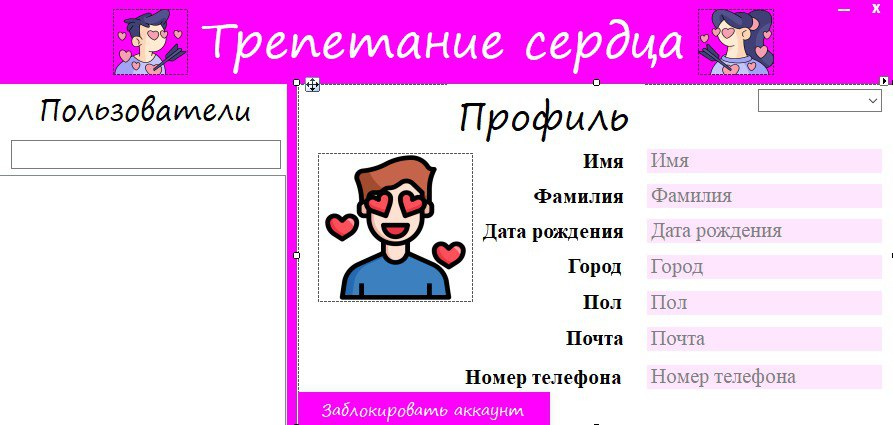 Трепетание сердца
Пользователи
Профиль
Имя Имя
Фамилия Фамилия
Дата рождения Дата рождения
Город Город
Пол Пол
Почта Почта
Номер телефона Номер телефона
Заблокировать аккаунт